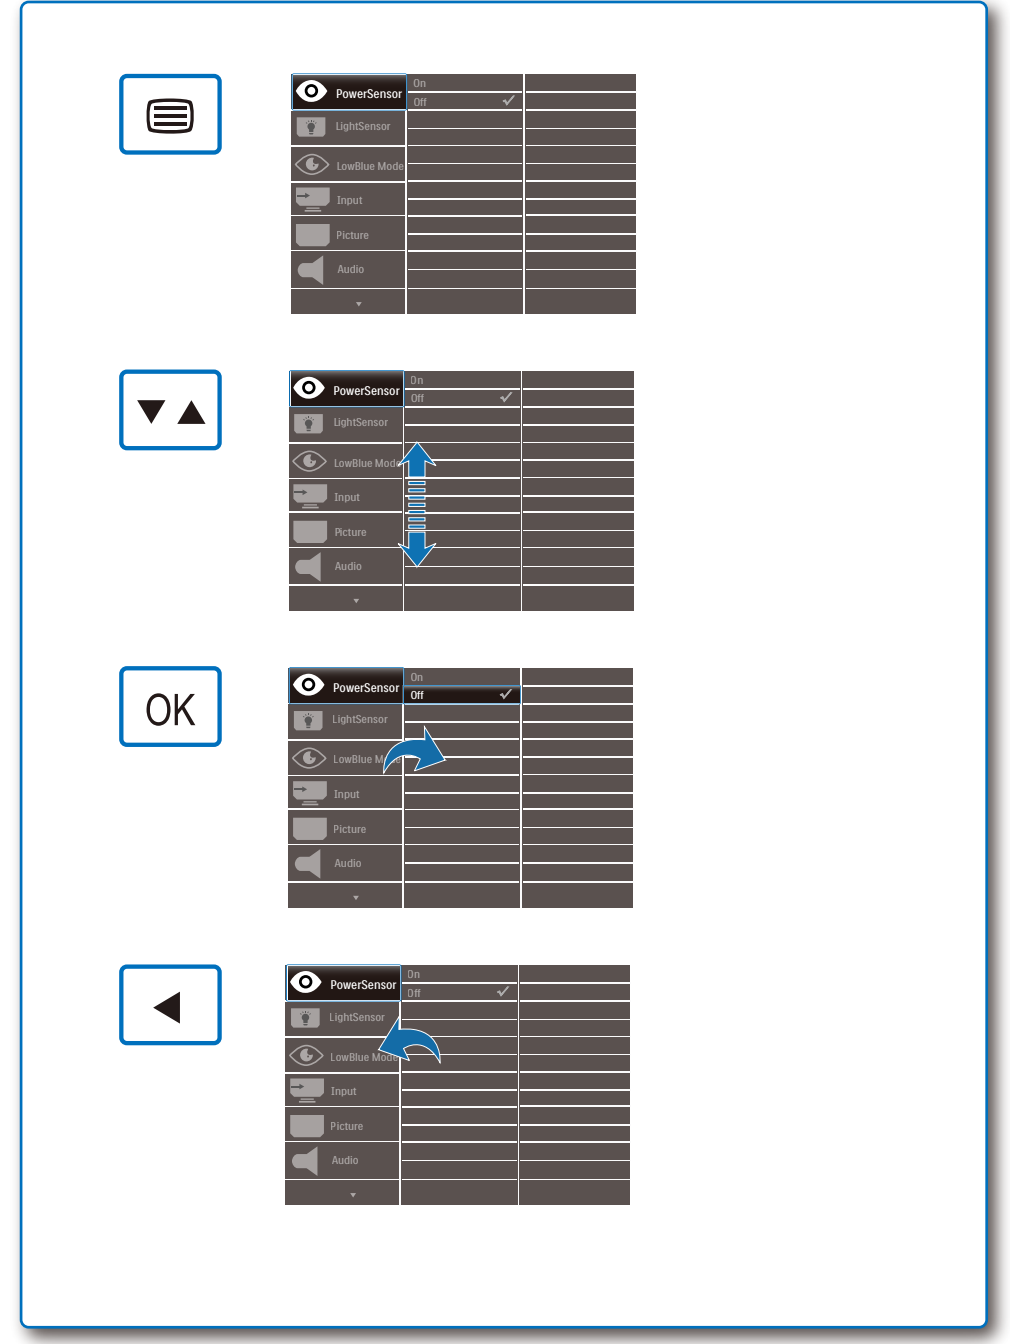 PowerSensor
On
Off
LightSensor
LowBlue Mode
Input
Picture
Audio
PowerSensor
On
Off
LightSensor
LowBlue Mode
Input
Picture
Audio
OK
PowerSensor
On
Off
LightSensor
LowBlue M
Input
Picture
Audio
PowerSensor
On
Off
LightSensor
LowBlue Mode
Input
Picture
Audio